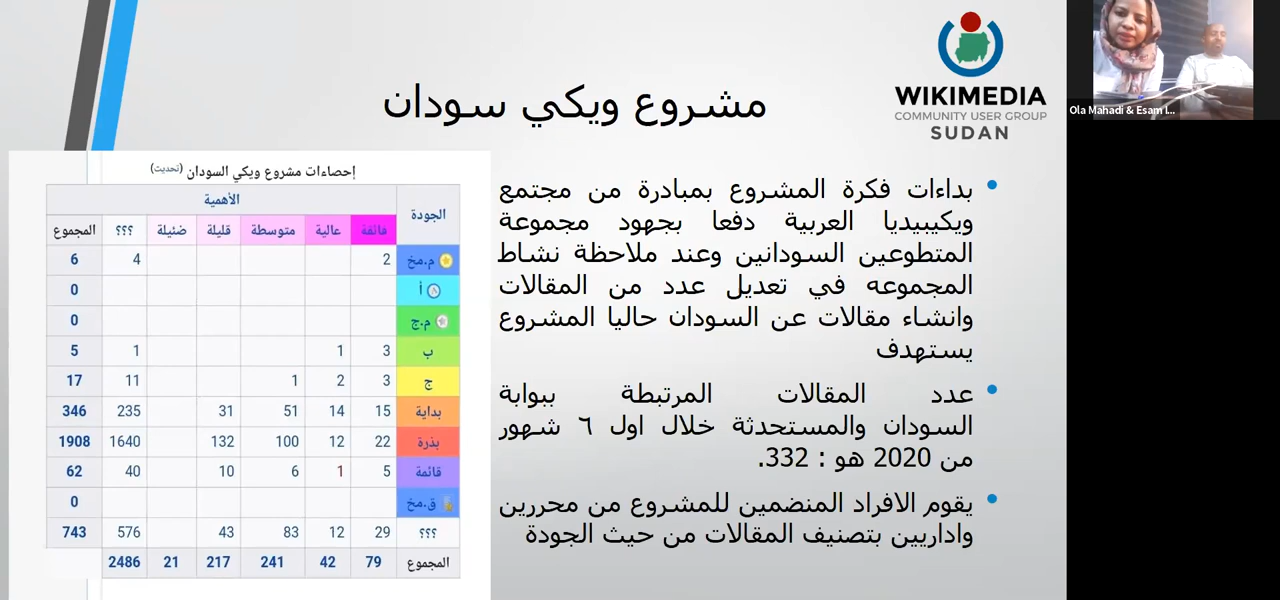 WIKIMEDIA
COMMUNITY USER GROUP
SUDAN
Ola Mahadi & Esam I...
مشروع ويكي سودان
بداءات فكرة المشروع بمبادرة من مجتمع
ويكيبيديا العربية دفعا بجهود مجموعة
المتطوعين السودانين وعند ملاحظة نشاط
المجموعه في تعديل عدد من المقالات
وانشاء مقالات عن السودان حاليا المشروع
يستهدف
عدد المقالات المرتبطة ببوابة
السودان والمستحدثة خلال اول ٦ شهور
من 2020 هو : 332.
يقوم الافراد المنضمين للمشروع من محررين
واداريين بتصنيف المقالات من حيث الجودة
إحصاءات مشروع ويكي السودان (تحديث)
الجودة الأهمية
فائقة عالية متوسطة قليلة ضئيلة ؟؟؟ المجموع
م.مخ 2 4 6
أ 0
م.ج 0
ب 3 1 1 5
ج 3 2 1 11 17
بداية 15 14 51 31 235 346
بذرة 22 12 100 132 1640 1908
قائمة 5 1 6 10 40 62
ق.مخ 0
؟؟؟ 29 12 83 43 576 743
المجموع 79 42 241 217 21 2486